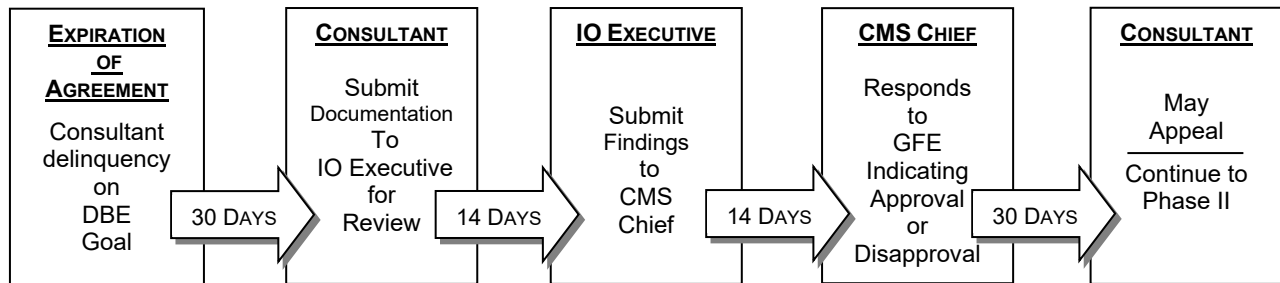 EXPIRATION
OF
AGREEMENT
Consultant
delinquency
on
DBE
Goal
30 DAYS
CONSULTANT
Submit
Documentation
To
IO Executive
for
Review
14 DAYS
IO EXECUTIVE
Submit
Findings
to
CMS
Chief
14 DAYS
CMS CHIEF
Responds
to
GFE
Indicating
Approval
or
Disapproval
30 DAYS
CONSULTANT
May
Appeal
Continue to
Phase II